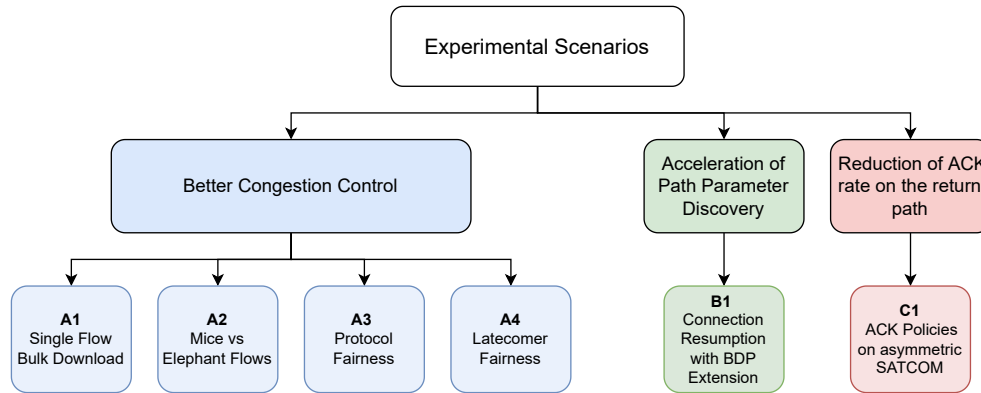 Experimental Scenarios
Better Congestion Control
Acceleration of
Path Parameter
Discovery
Reduction of ACK
rate on the return
path
A1
Single Flow
Bulk Download
A2
Mice vs
Elephant Flows
A3
Protocol
Fairness
A4
Latecomer
Fairness
B1
Connection
Resumption
with BDP
Extension
C1
ACK Policies
on asymmetric
SATCOM